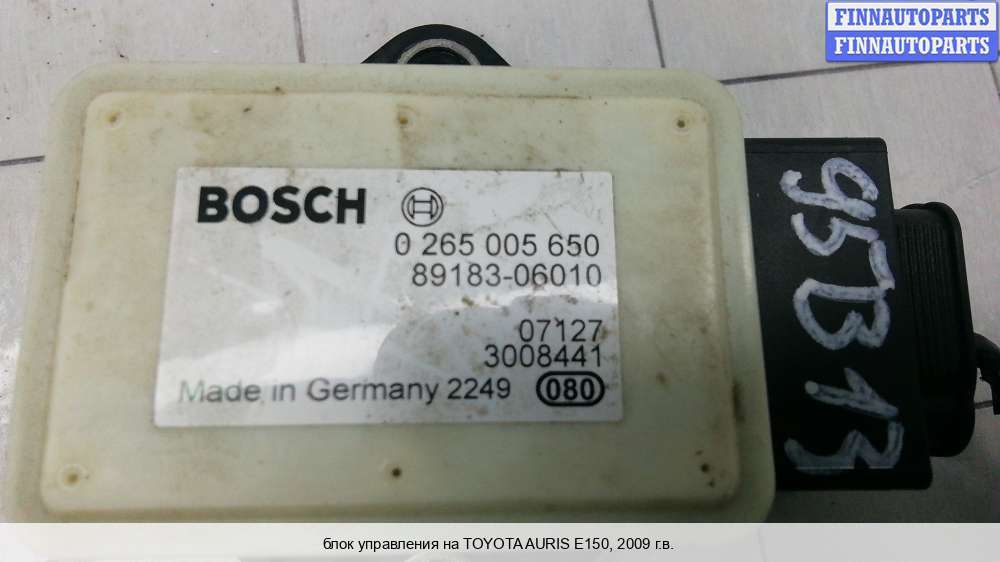 FINNAUTOPARTS
FINNAUTOPARTS
BOSCH
0 265 005 650
89183-06010
07127
3008441
Made in Germany 2249 080
95B13
блок управления на TOYOTA AURIS E150, 2009 г.в.